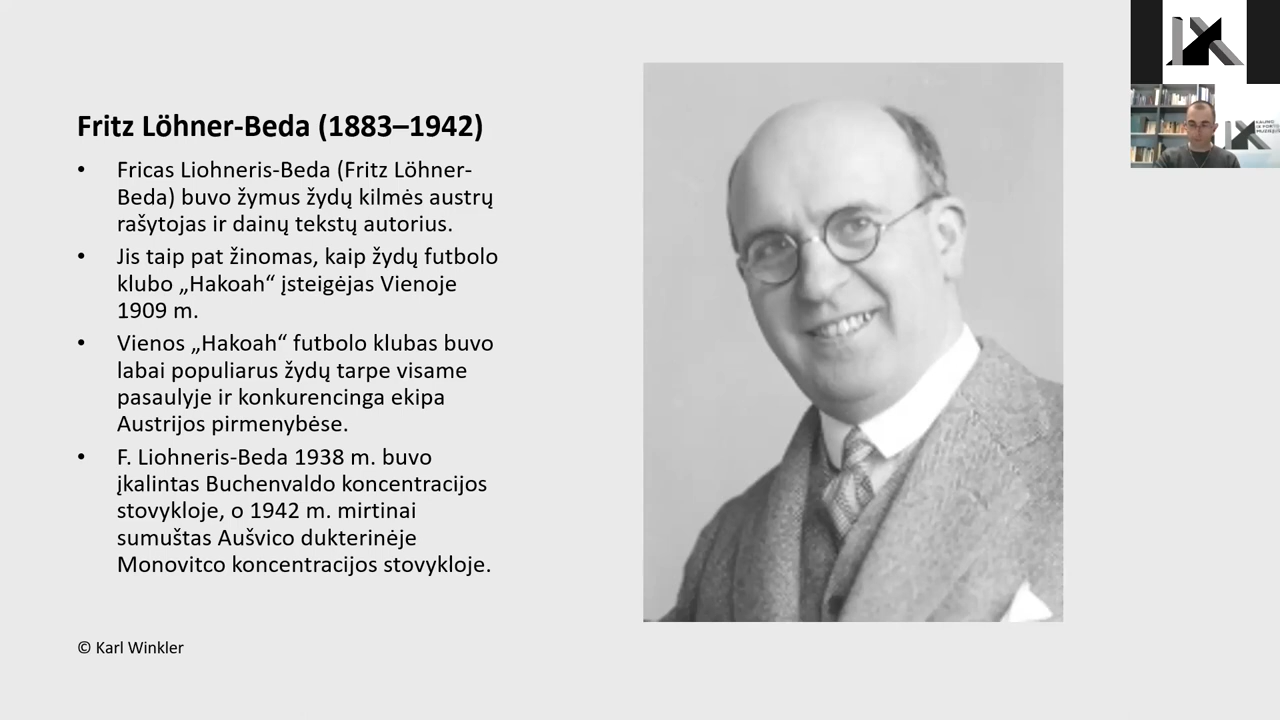 Fritz Löhner-Beda (1883–1942)
• Fricas Liohneris-Beda (Fritz Löhner-
Beda) buvo žymus žydų kilmės austrų
rašytojas ir dainų tekstų autorius.
• Jis taip pat žinomas, kaip žydų futbolo
klubo „Hakoah“ įsteigėjas Vienoje
1909 m.
• Vienos „Hakoah“ futbolo klubas buvo
labai populiarus žydų tarpe visame
pasaulyje ir konkurencinga ekipa
Austrijos pirmenybėse.
• F. Liohneris-Beda 1938 m. buvo
įkalintas Buchenvaldo koncentracijos
stovykloje, o 1942 m. mirtinai
sumuštas Aušvico dukterinėje
Monovitco koncentracijos stovykloje.
© Karl Winkler